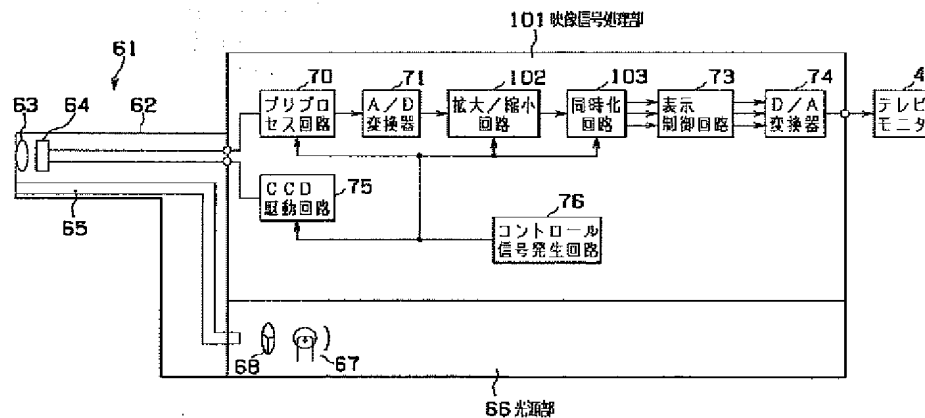 101 映像信号処理部
61
63
64
62
70
71
102
103
73
74
4
プリプロ
セス回路
A/D
変換器
拡大/縮小
回路
同時化
回路
表示
制御回路
D/A
変換器
テレビ
モニタ
CCD
駆動回路
75
76
コントロール
信号発生回路
65
68
67
66 光源部